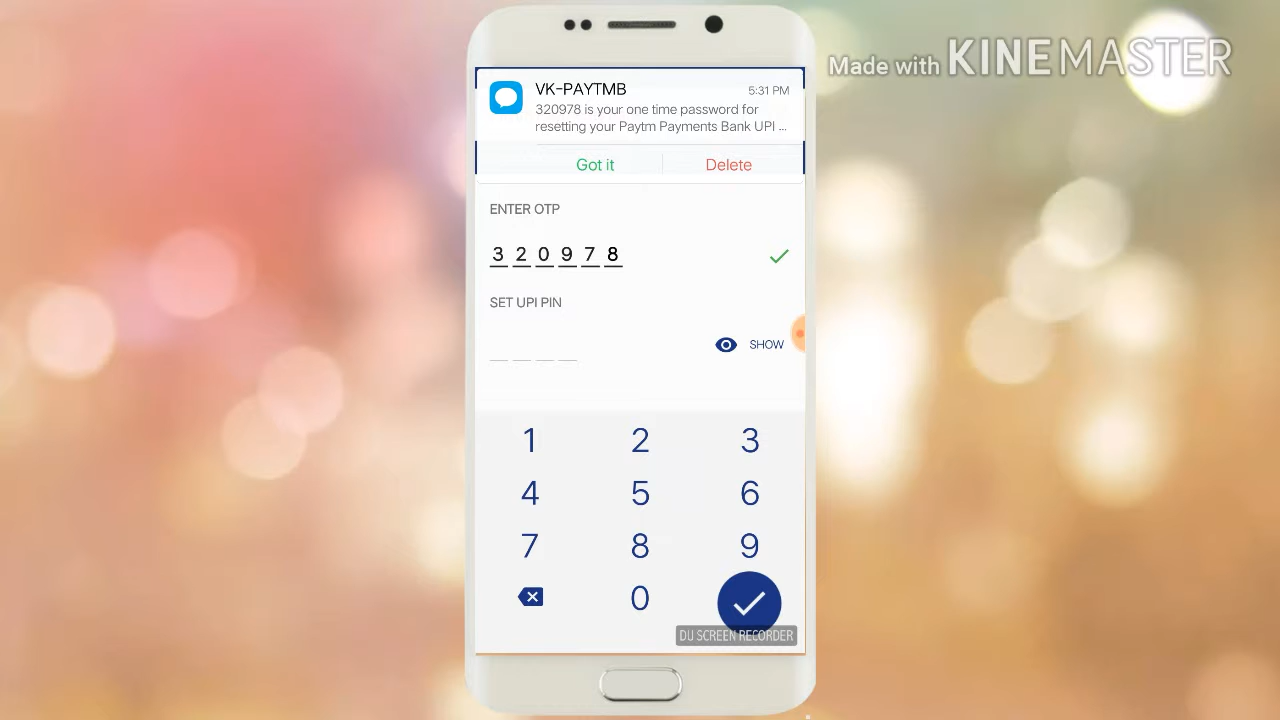 Made with KINEMASTER
VK-PAYTMB 5:31 PM
320978 is your one time password for
resetting your Paytm Payments Bank UPI ...
Got it Delete
ENTER OTP
3 2 0 9 7 8
SET UPI PIN
SHOW
1 2 3
4 5 6
7 8 9
0
DU SCREEN RECORDER